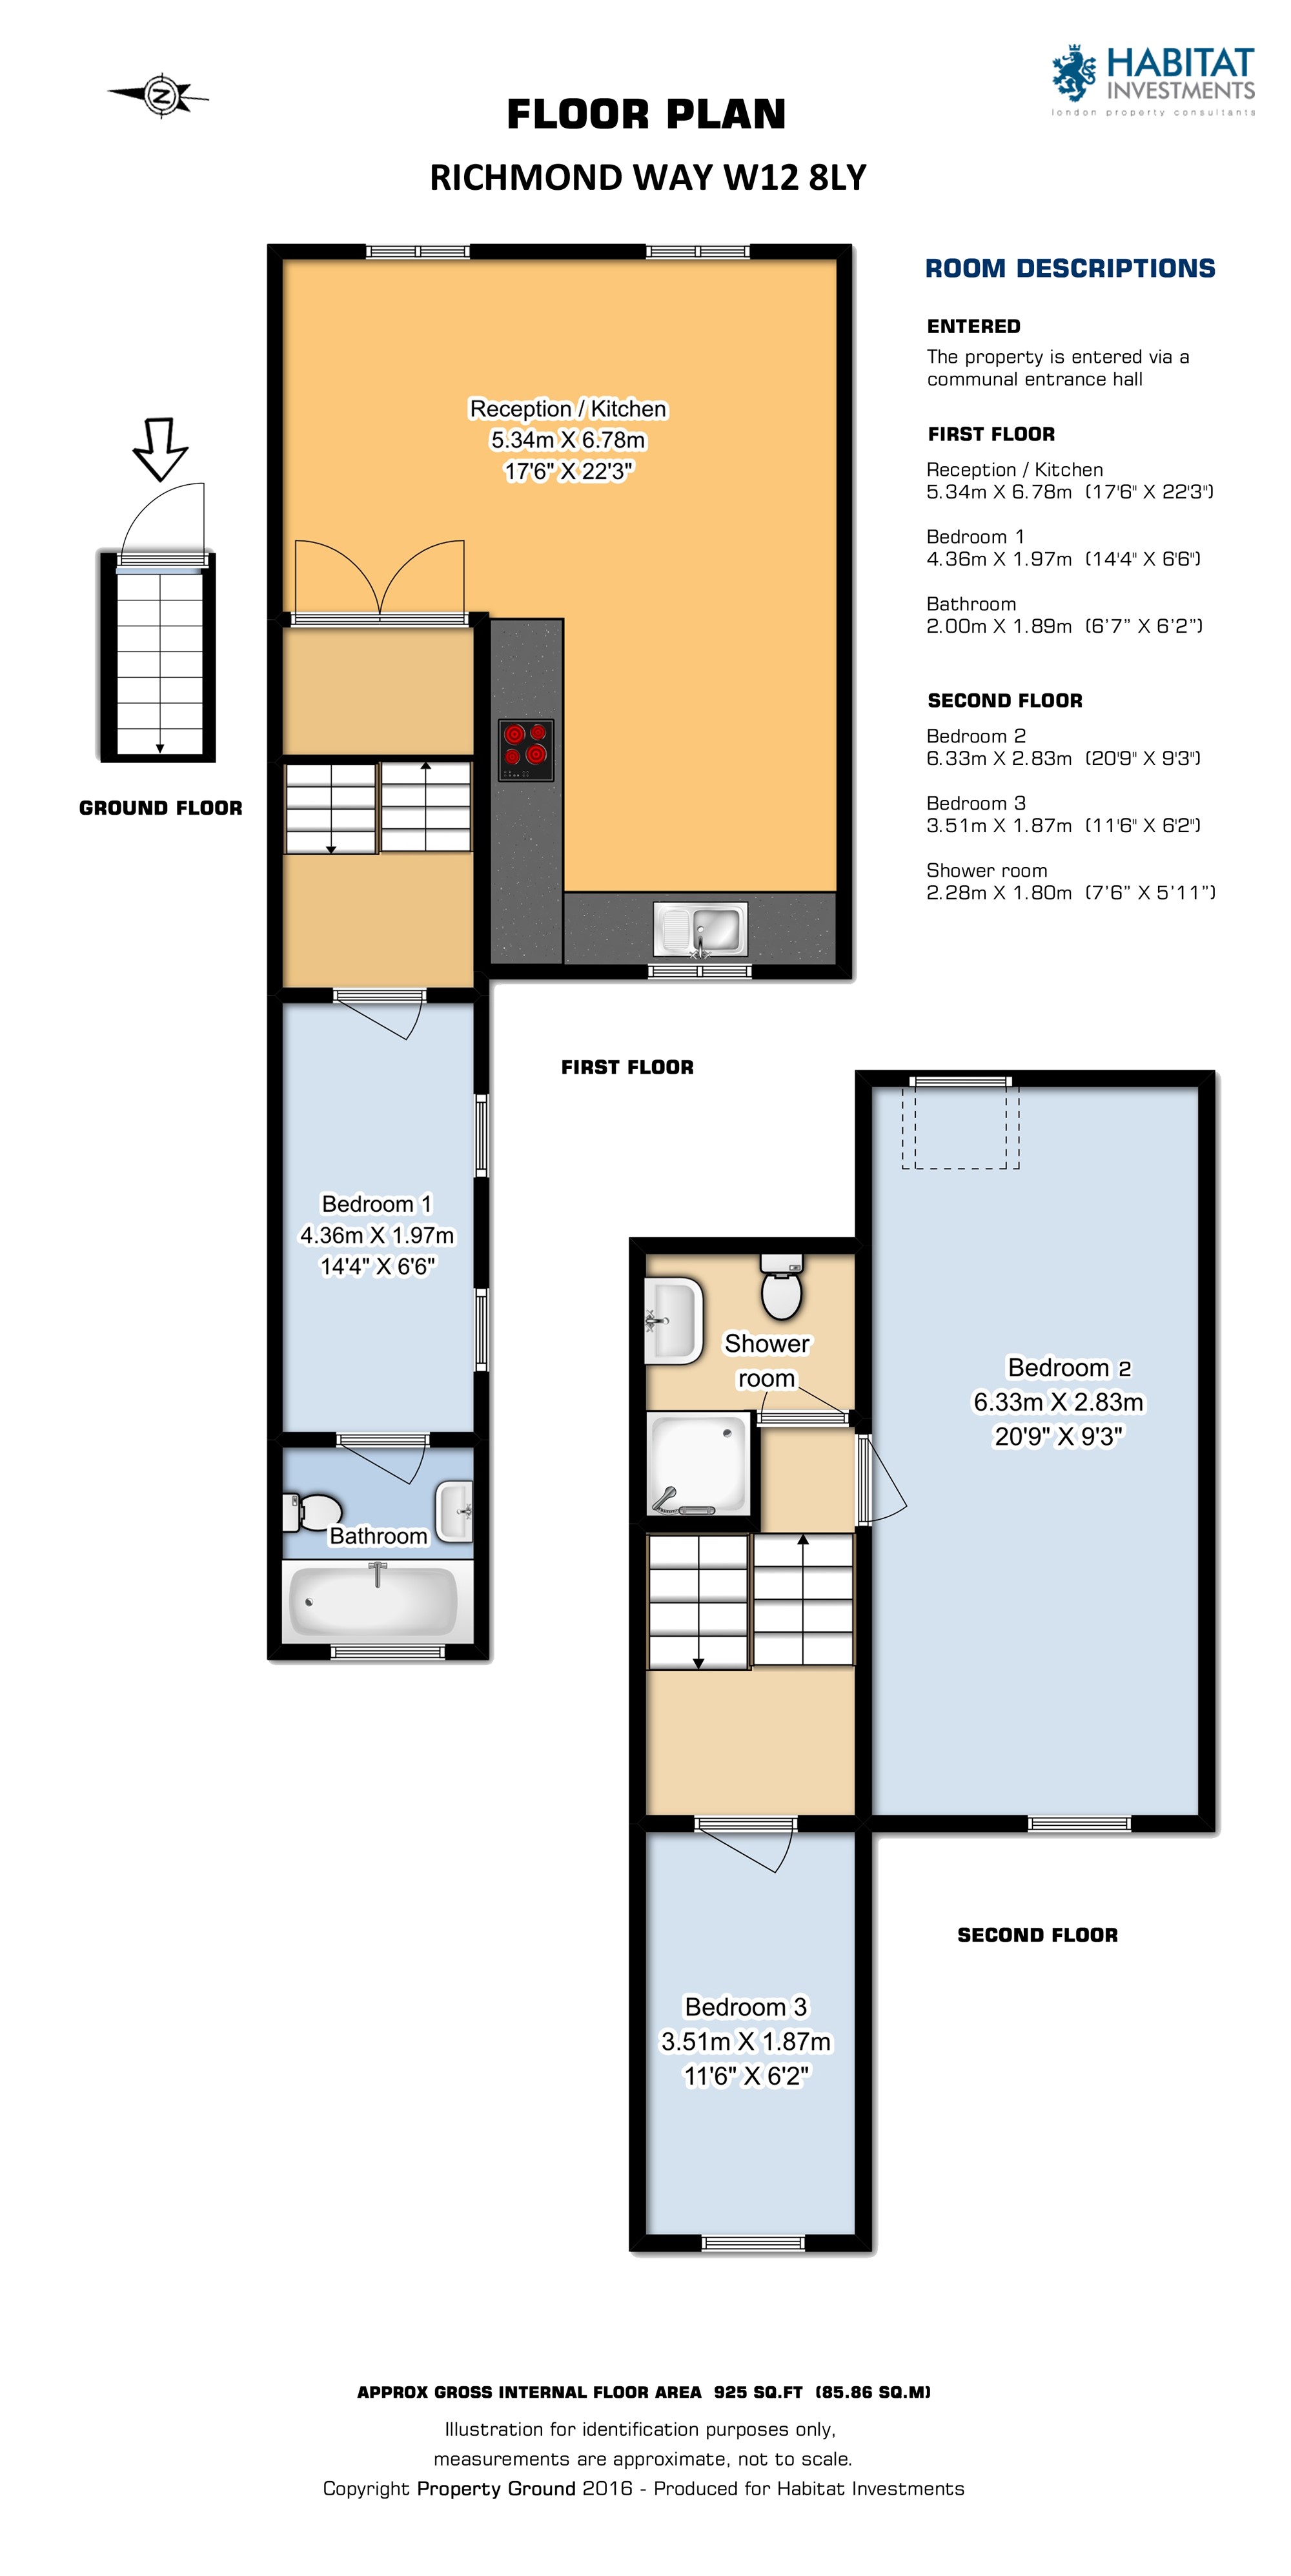 HABITAT
INVESTMENTS
london property consultants
N
FLOOR PLAN
RICHMOND WAY W12 8LY
ROOM DESCRIPTIONS
ENTERED
The property is entered via a
communal entrance hall
FIRST FLOOR
Reception / Kitchen
5.34m X 6.78m (17'6" X 22'3")
Bedroom 1
4.36m X 1.97m (14'4" X 6'6")
Bathroom
2.00m X 1.89m (6’7” X 6’2”)
SECOND FLOOR
Bedroom 2
6.33m X 2.83m (20'9" X 9'3")
Bedroom 3
3.51m X 1.87m (11'6" X 6'2")
Shower room
2.28m X 1.80m (7’6” X 5’11”)
Reception / Kitchen
5.34m X 6.78m
17'6" X 22'3"
GROUND FLOOR
FIRST FLOOR
Bedroom 1
4.36m X 1.97m
14'4" X 6'6"
Bathroom
Shower
room
Bedroom 2
6.33m X 2.83m
20'9" X 9'3"
SECOND FLOOR
Bedroom 3
3.51m X 1.87m
11'6" X 6'2"
APPROX GROSS INTERNAL FLOOR AREA 925 SQ.FT (85.86 SQ.M)
Illustration for identification purposes only,
measurements are approximate, not to scale.
Copyright Property Ground 2016 - Produced for Habitat Investments